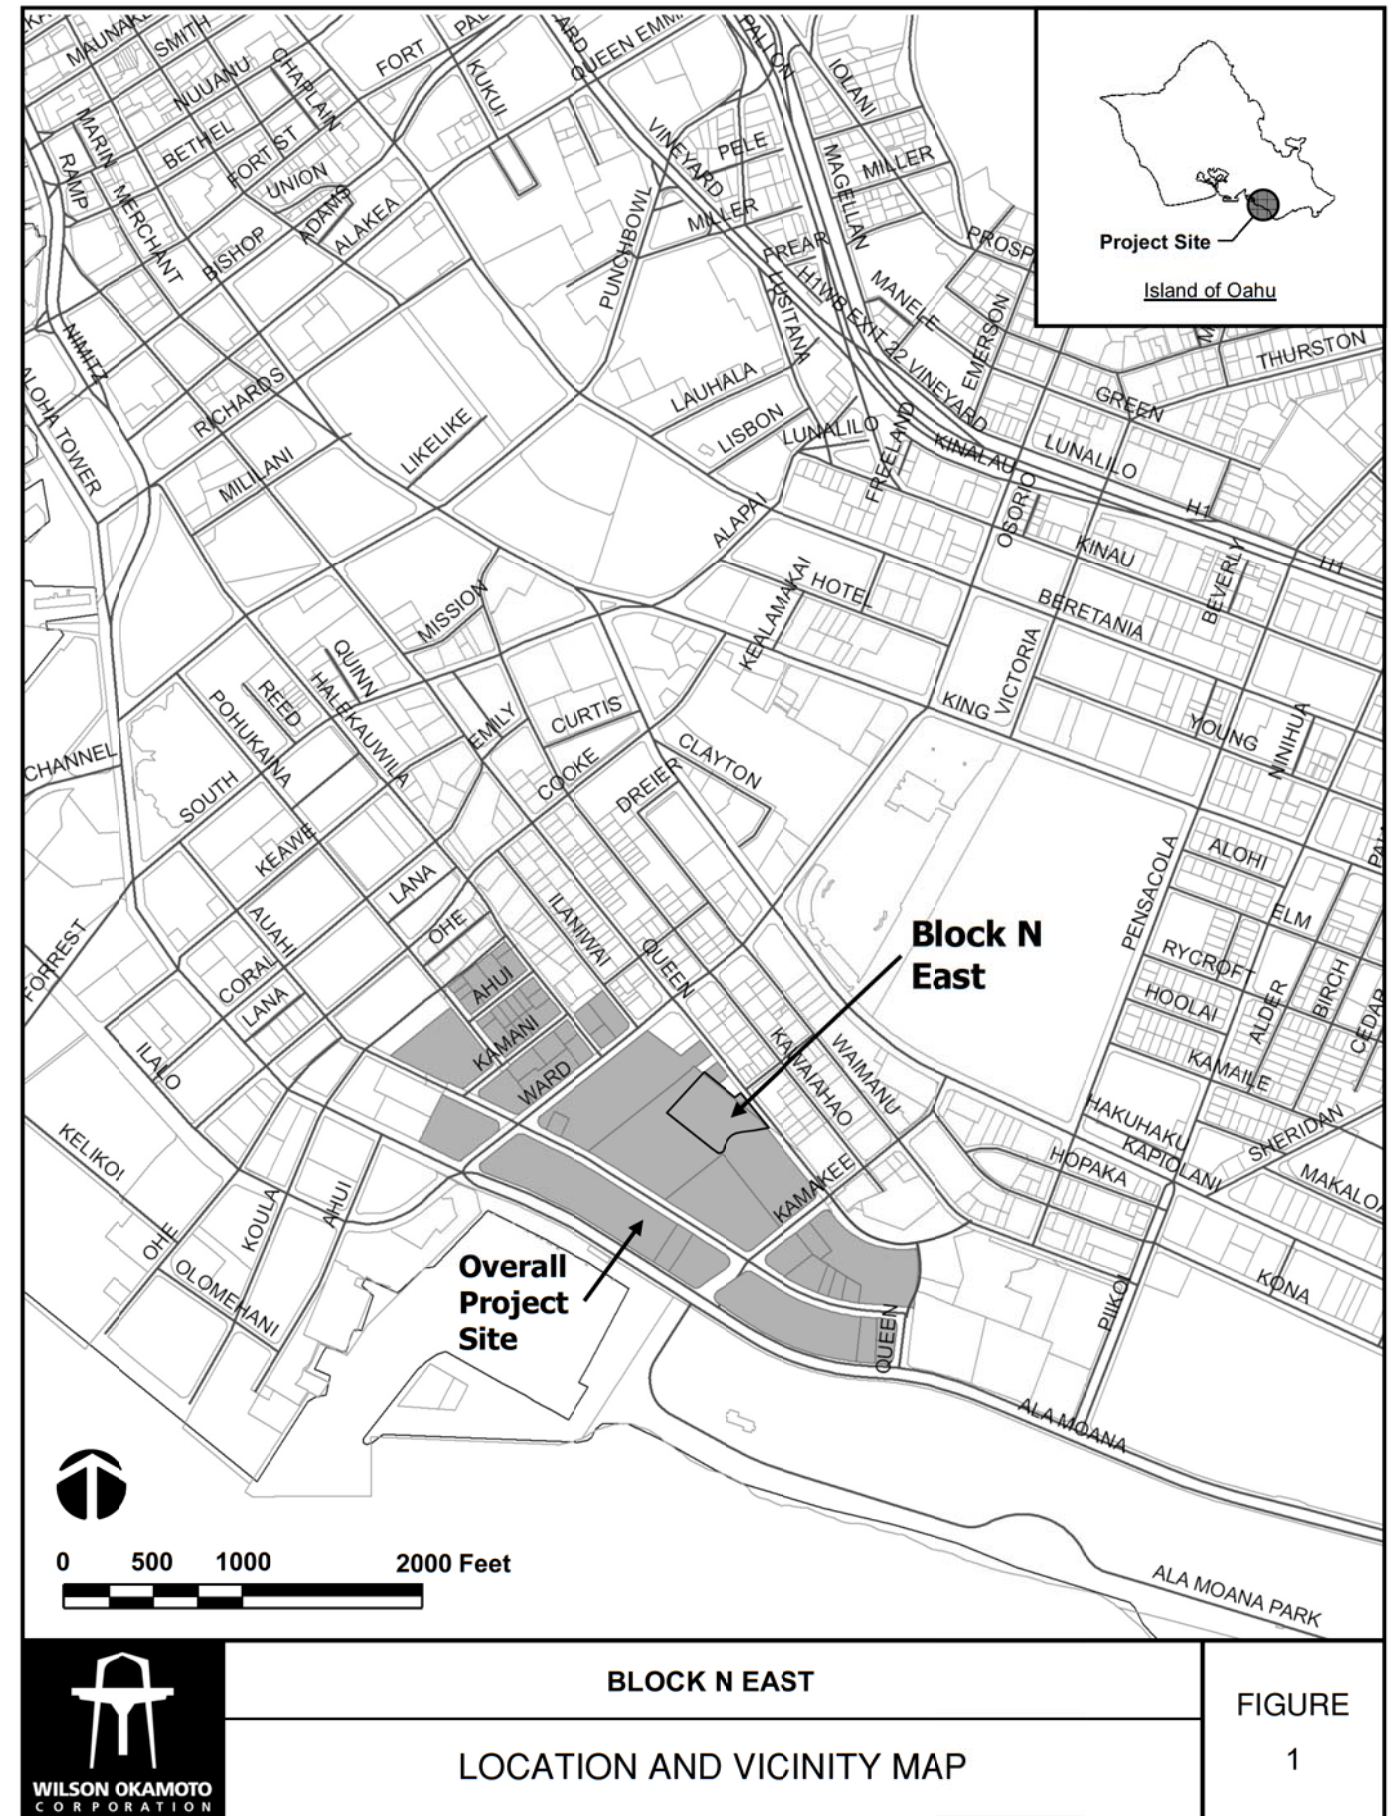 MAUNAK
SMITH
NUUANU
CHAPLAIN
FORT
PAL
ARD
QUEEN EMM
PALI ON
IOLANI
KUKUI
MARIN
BETHEL
FORT ST
UNION
ADAMS
ALAKEA
RAMP
MERCHANT
BISHOP
VINEYARD
PELE
MAGELLAN
MILLER
MILLER
PUNCHBOWL
FREAR
PROSP
Project Site
Island of Oahu
LUSITANA
H1WB EXIT 22 VINEYARD
MANELE
EMERSON
THURSTON
NIMITZ
ALOHA TOWER
RICHARDS
MILILANI
LIKELIKE
LAUHALA
LISBON
LUNALILO
FREELAND
KINALAU
GREEN
LUNALILO
H1
ALAPAI
OSORIO
KINAU
BEVERLY
H1
MISSION
KEALAMAKAI
HOTEL
BERETANIA
VICTORIA
KING
YOUNG
NINIHUA
QUINN
REED
HALEKAUWILA
POHUKAINA
EMILY
CURTIS
COOKE
DREIER
CLAYTON
CHANNEL
SOUTH
KEAWE
LANA
OHE
ILANIWAI
QUEEN
PENSACOLA
ALOHI
ELM
RYCROFT
HOOLAI
ALDER
BIRCH
CEDAR
KAMAILE
FORREST
AUAHI
CORAL
LANA
ILALO
AHUI
KAMANI
WARD
Block N
East
KAWAIAHAO
WAIMANU
HAKUHAKU
KAPIOLANI
HOPAKA
SHERIDAN
MAKALOA
KELIKOI
OHE
KOULA
AHUI
OLOMEHANI
KAMAKEE
Overall
Project
Site
QUEEN
PIIKOI
KONA
ALA MOANA
ALA MOANA PARK
0 500 1000 2000 Feet
BLOCK N EAST
LOCATION AND VICINITY MAP
FIGURE
1
WILSON OKAMOTO
CORPORATION